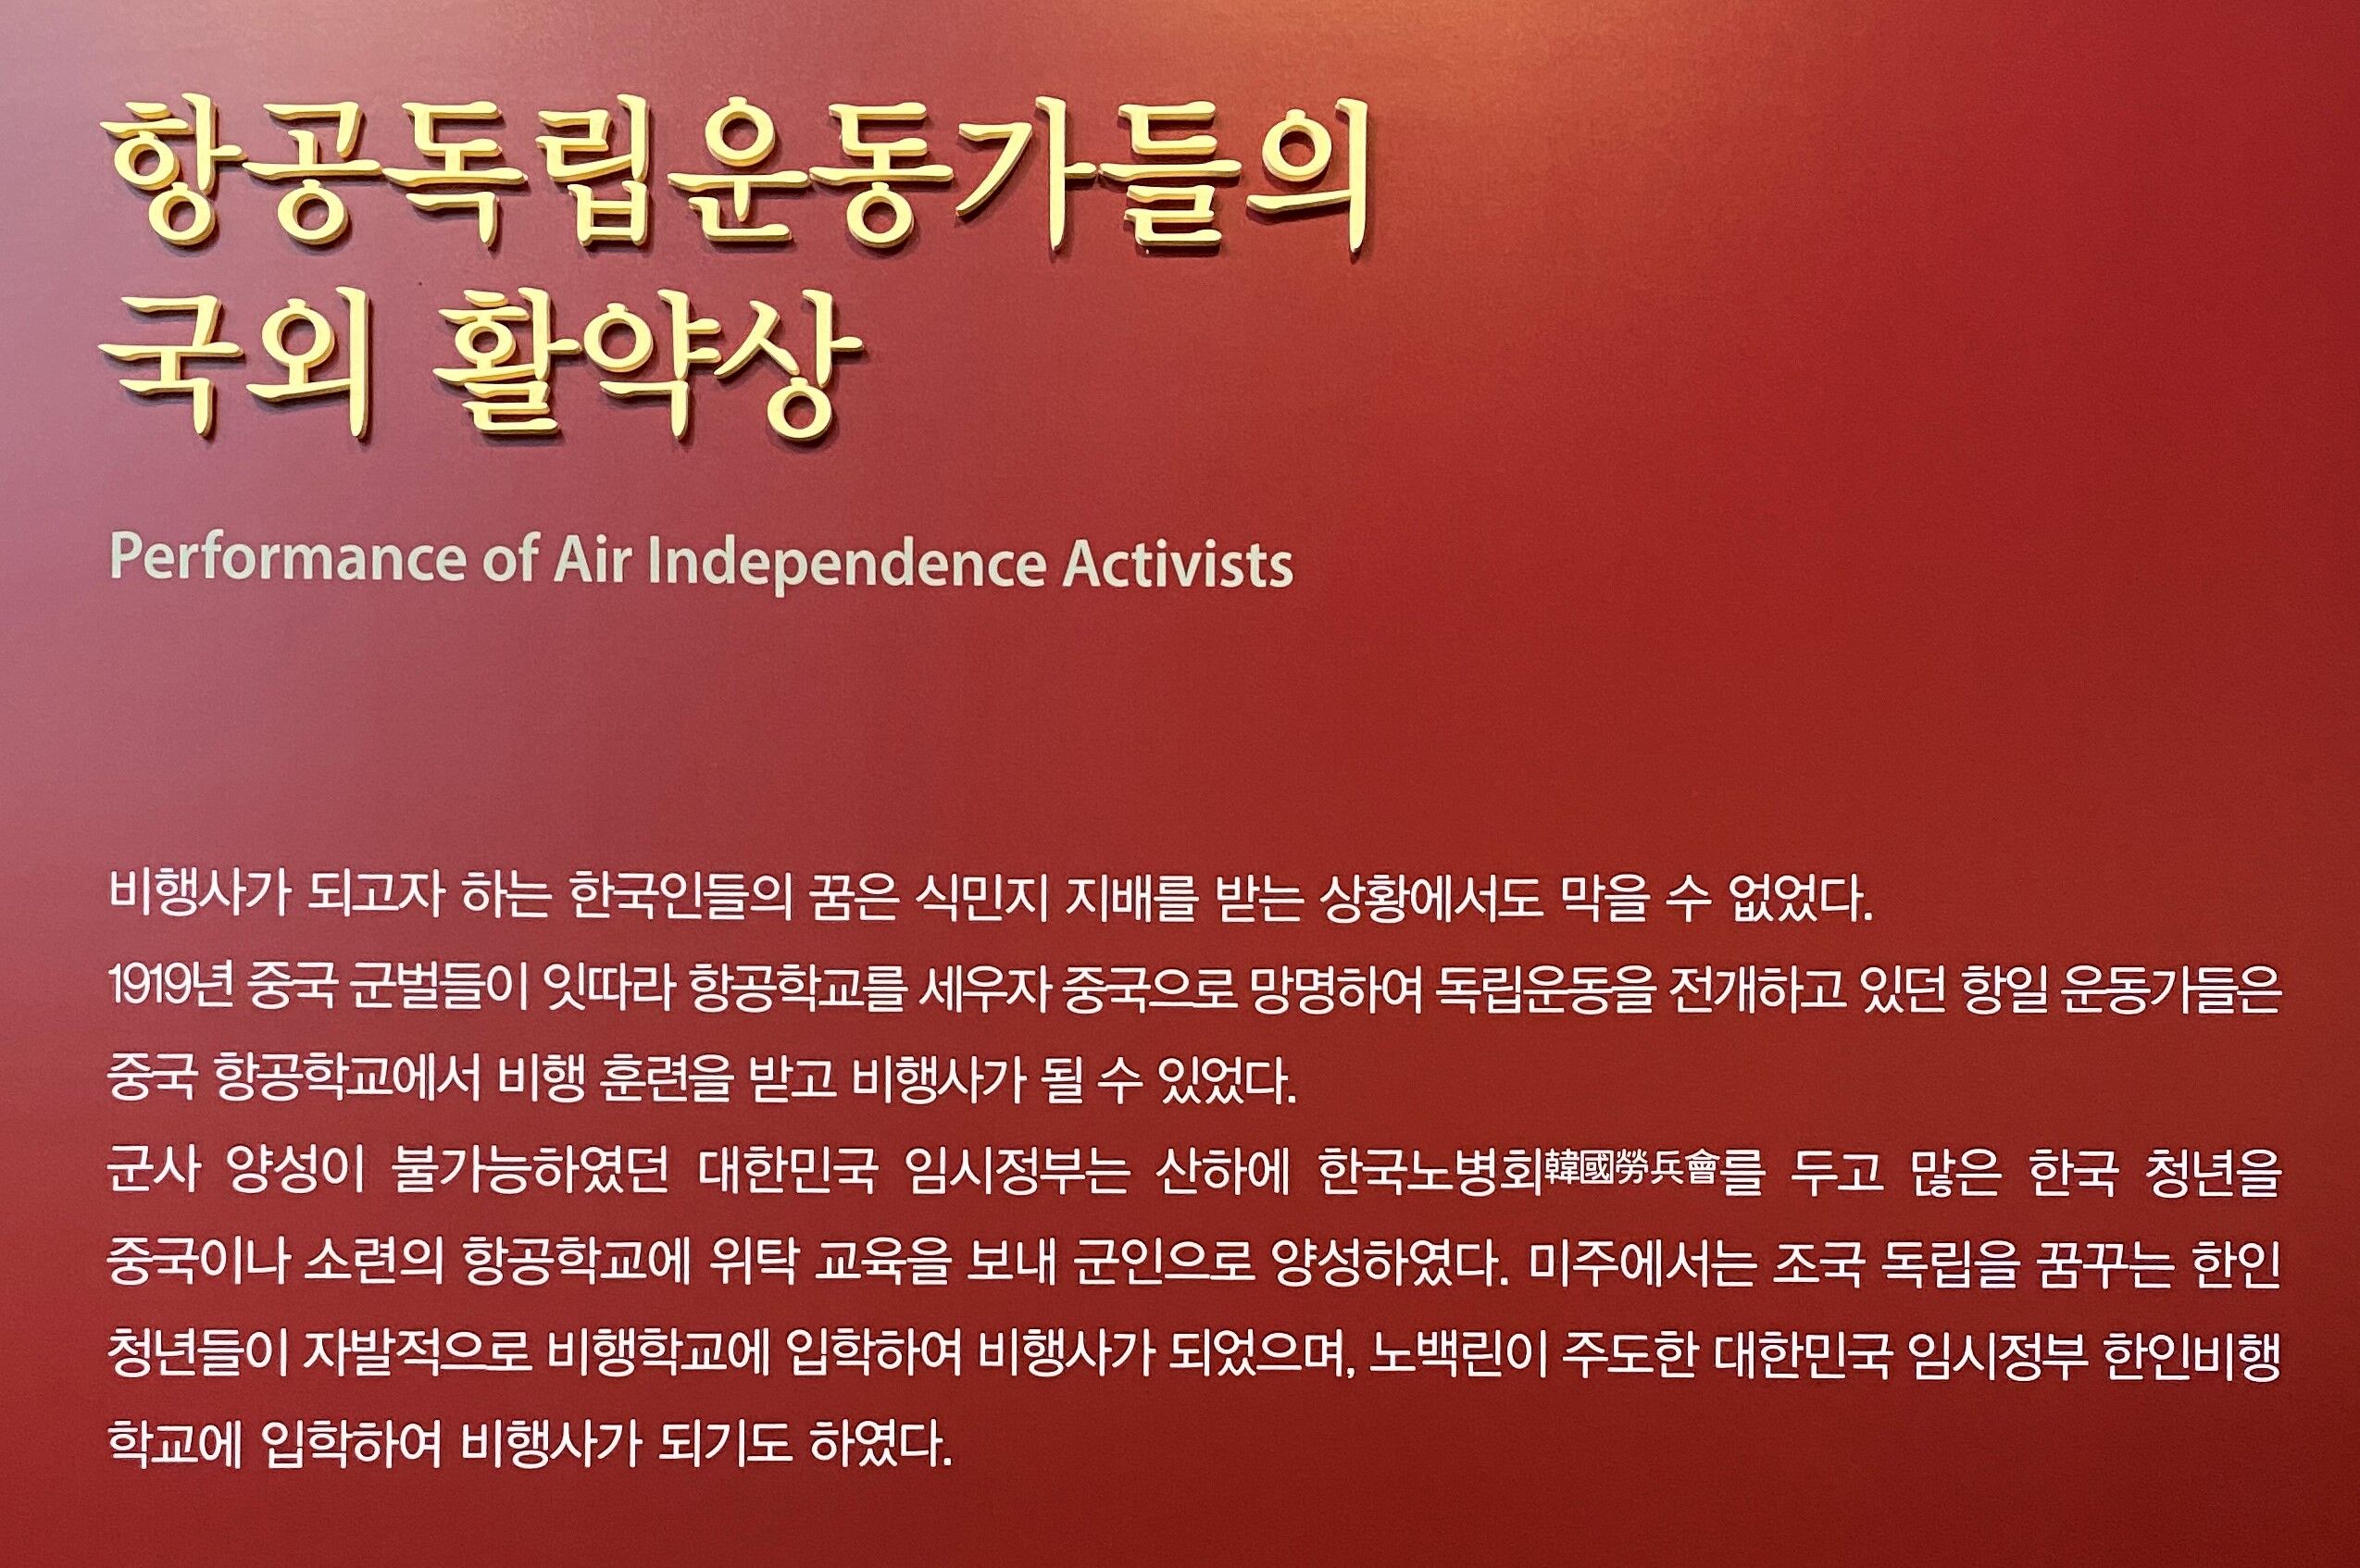 항공독립운동가들의
국외 활약상
Performance of Air Independence Activists
비행사가 되고자 하는 한국인들의 꿈은 식민지 지배를 받는 상황에서도 막을 수 없었다.
1919년 중국 군벌들이 잇따라 항공학교를 세우자 중국으로 망명하여 독립운동을 전개하고 있던 항일 운동가들은
중국 항공학교에서 비행 훈련을 받고 비행사가 될 수 있었다.
군사 양성이 불가능하였던 대한민국 임시정부는 산하에 한국노병회韓國勞兵會를 두고 많은 한국 청년을
중국이나 소련의 항공학교에 위탁 교육을 보내 군인으로 양성하였다. 미주에서는 조국 독립을 꿈꾸는 한인
청년들이 자발적으로 비행학교에 입학하여 비행사가 되었으며, 노백린이 주도한 대한민국 임시정부 한인비행
학교에 입학하여 비행사가 되기도 하였다.